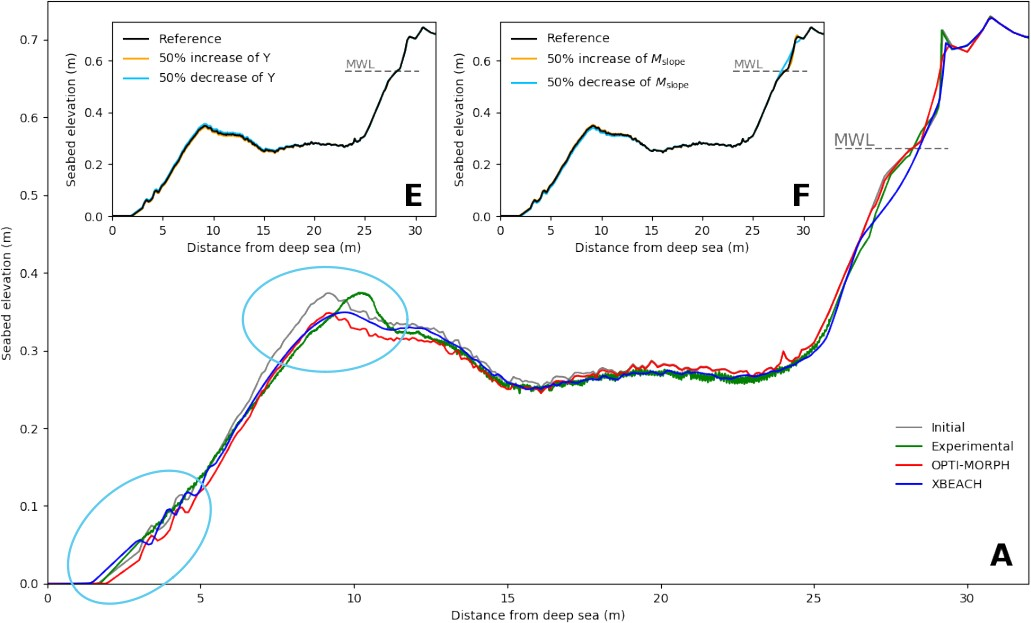 0.7
0.6
0.5
0.4
0.3
0.2
0.1
0.0
Seabed elevation (m)
0 5 10 15 20 25 30
Distance from deep sea (m)
MWL
Initial
Experimental
OPTI-MORPH
XBEACH
A
Reference
50% increase of Y
50% decrease of Y
MWL
0.6
0.4
0.2
0.0
Seabed elevation (m)
E
0 5 10 15 20 25 30
Distance from deep sea (m)
Reference
50% increase of Mslope
50% decrease of Mslope
MWL
0.6
0.4
0.2
0.0
Seabed elevation (m)
F
0 5 10 15 20 25 30
Distance from deep sea (m)